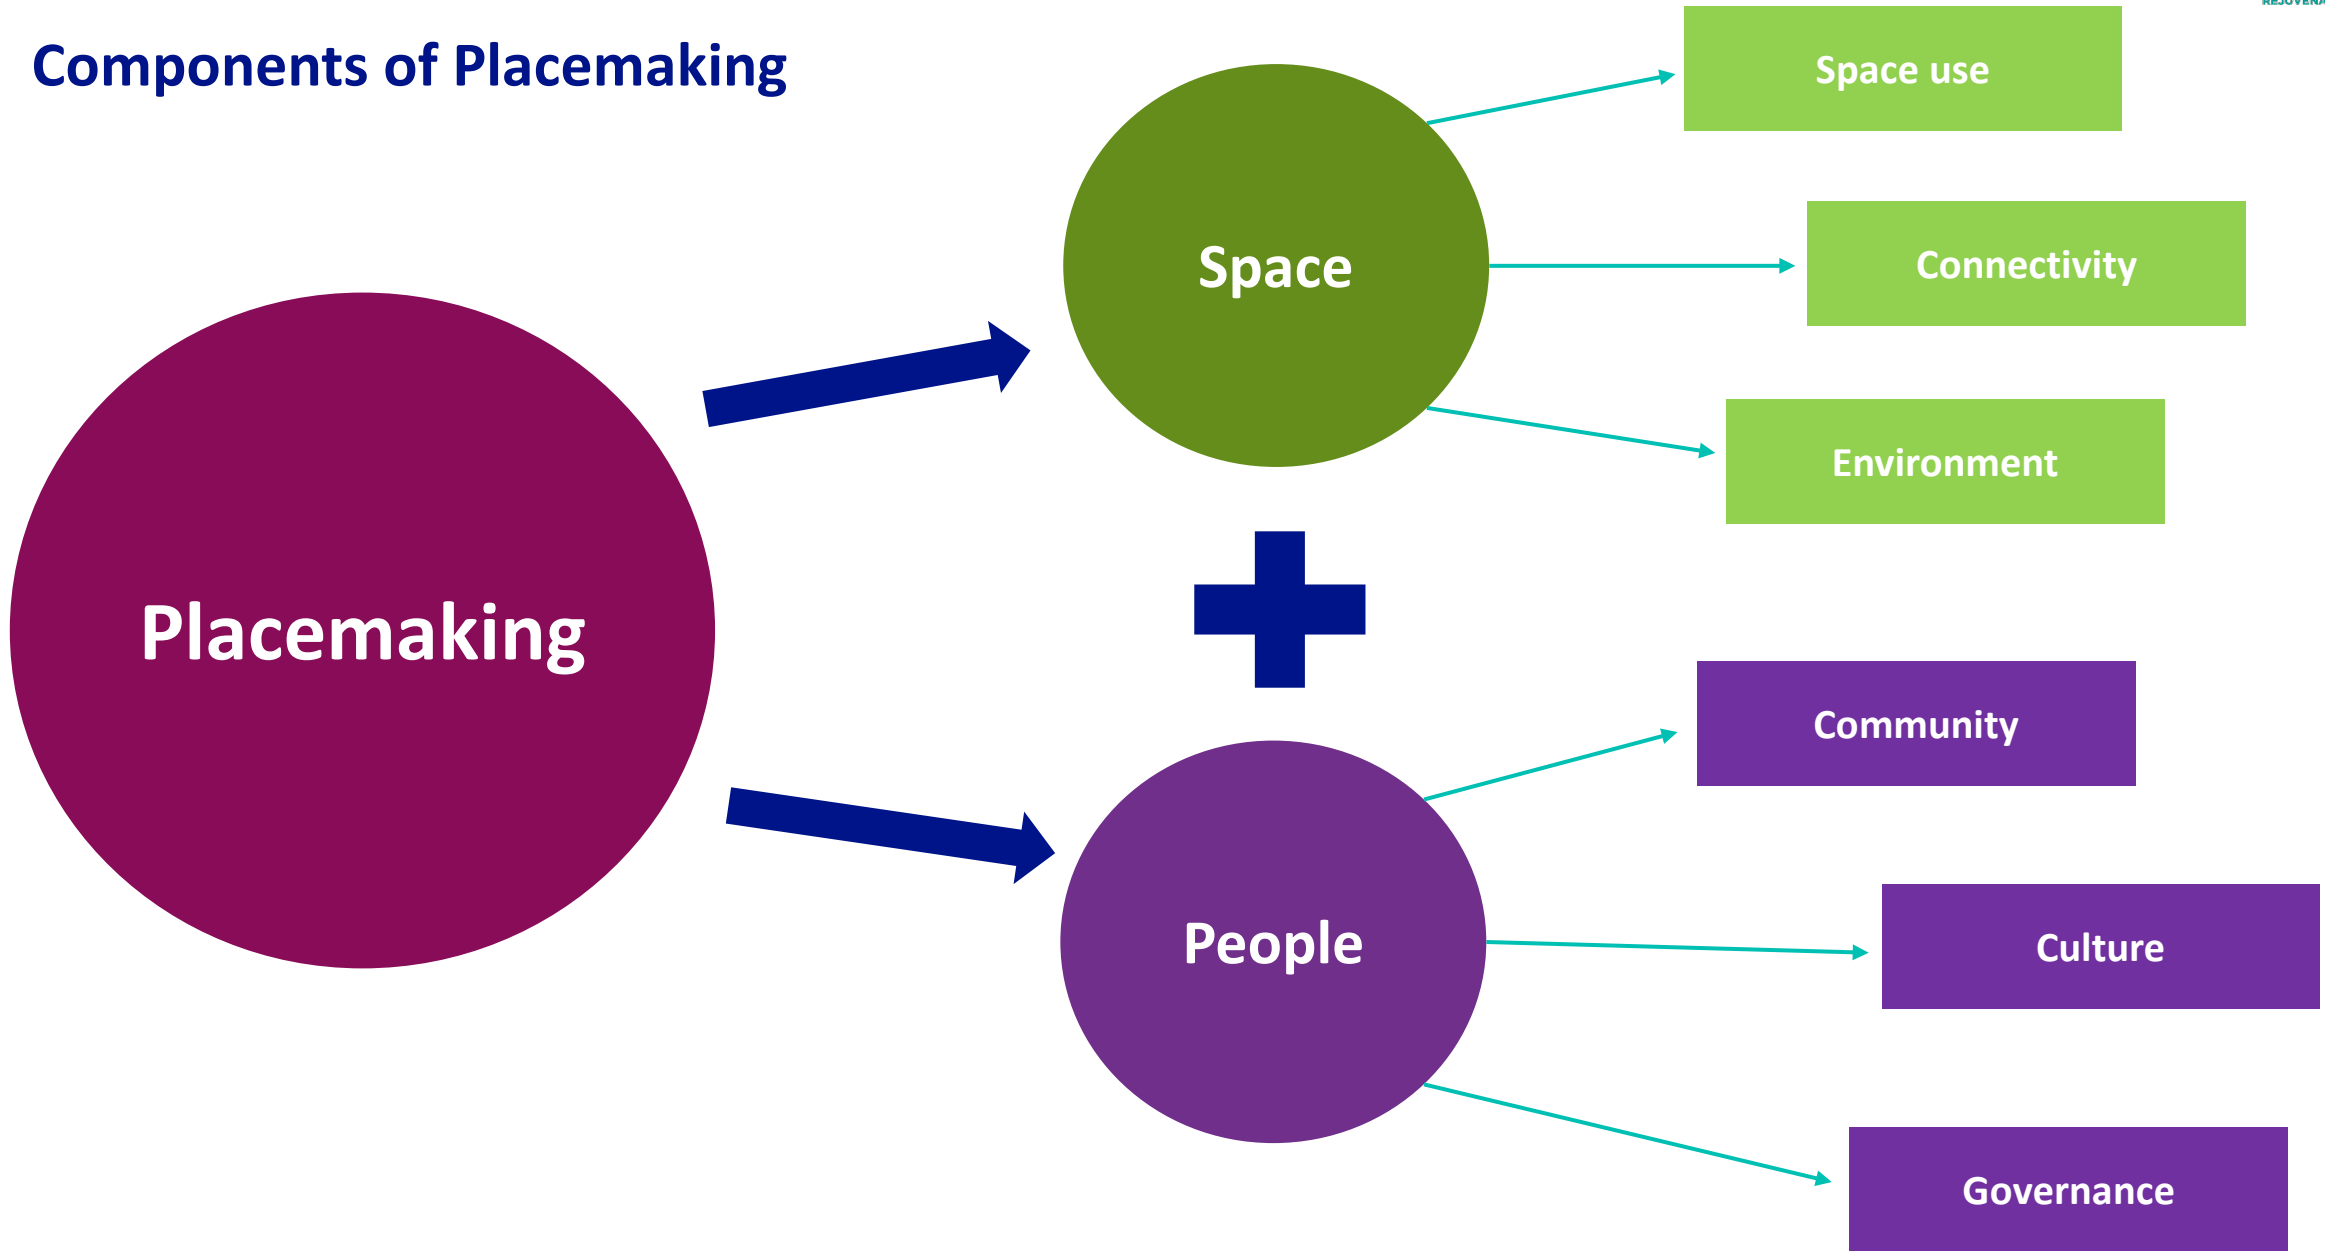 Components of Placemaking
Space use
Space
Connectivity
Environment
Placemaking
Community
People
Culture
Governance